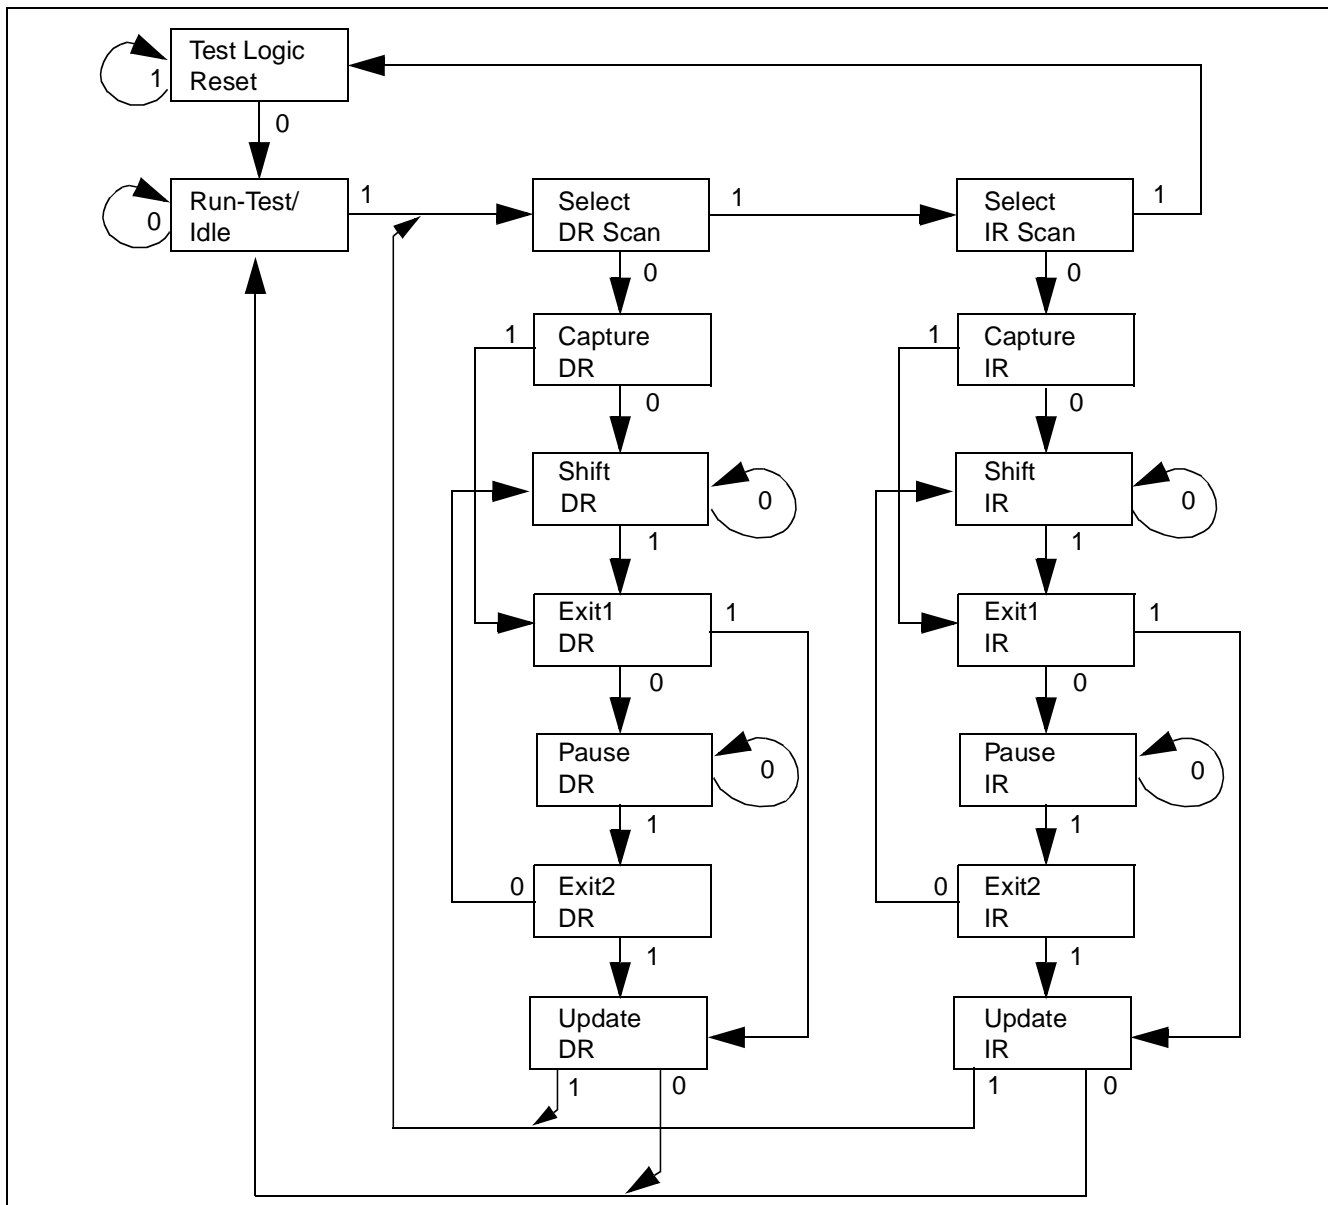 Test Logic
Reset
1
0
Run-Test/
Idle
0
1
Select
DR Scan
1
0
Select
IR Scan
1
0
Capture
DR
1
0
Capture
IR
1
0
Shift
DR
0
1
Shift
IR
0
1
Exit1
DR
1
0
Exit1
IR
1
0
Pause
DR
0
1
Pause
IR
0
1
Exit2
DR
0
1
Exit2
IR
0
1
Update
DR
1
0
Update
IR
1
0